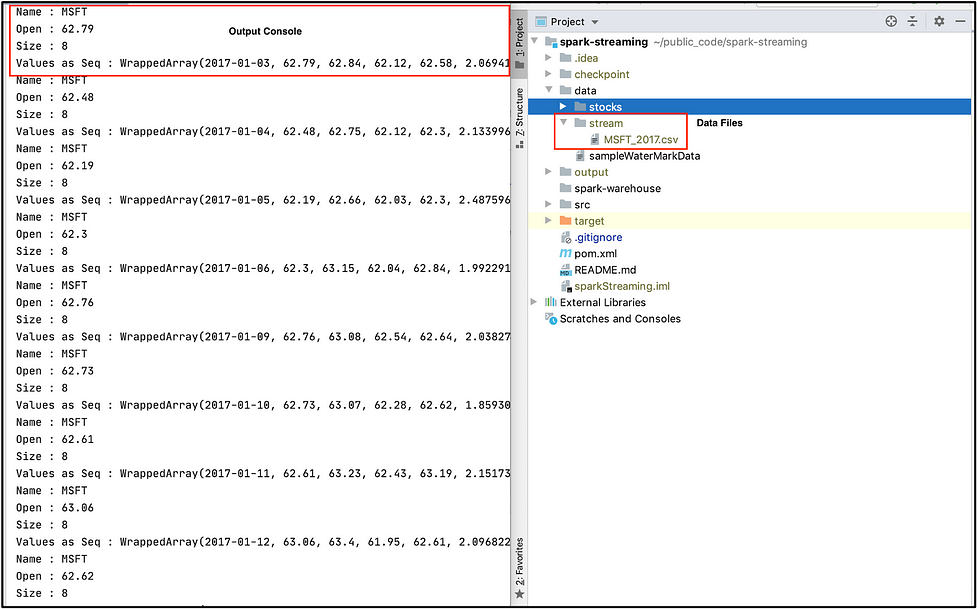 Name : MSFT
Open : 62.79
Output Console
Size : 8
Values as Seq : WrappedArray(2017-01-03, 62.79, 62.84, 62.12, 62.58, 2.06941
Name : MSFT
Open : 62.48
Size : 8
Values as Seq : WrappedArray(2017-01-04, 62.48, 62.75, 62.12, 62.3, 2.133996
Name : MSFT
Open : 62.19
Size : 8
Values as Seq : WrappedArray(2017-01-05, 62.19, 62.66, 62.03, 62.3, 2.487596
Name : MSFT
Open : 62.3
Size : 8
Values as Seq : WrappedArray(2017-01-06, 62.3, 63.15, 62.04, 62.84, 1.992291
Name : MSFT
Open : 62.76
Size : 8
Values as Seq : WrappedArray(2017-01-09, 62.76, 63.08, 62.54, 62.64, 2.03827
Name : MSFT
Open : 62.73
Size : 8
Values as Seq : WrappedArray(2017-01-10, 62.73, 63.07, 62.28, 62.62, 1.85930
Name : MSFT
Open : 62.61
Size : 8
Values as Seq : WrappedArray(2017-01-11, 62.61, 63.23, 62.43, 63.19, 2.15173
Name : MSFT
Open : 63.06
Size : 8
Values as Seq : WrappedArray(2017-01-12, 63.06, 63.4, 61.95, 62.61, 2.096822
Name : MSFT
Open : 62.62
Size : 8
1: Project
7: Structure
2: Favorites
Project
spark-streaming ~/public_code/spark-streaming
.idea
checkpoint
data
stocks
stream
Data Files
MSFT_2017.csv
sampleWaterMarkData
output
spark-warehouse
src
target
.gitignore
m pom.xml
MD README.md
sparkStreaming.iml
External Libraries
Scratches and Consoles